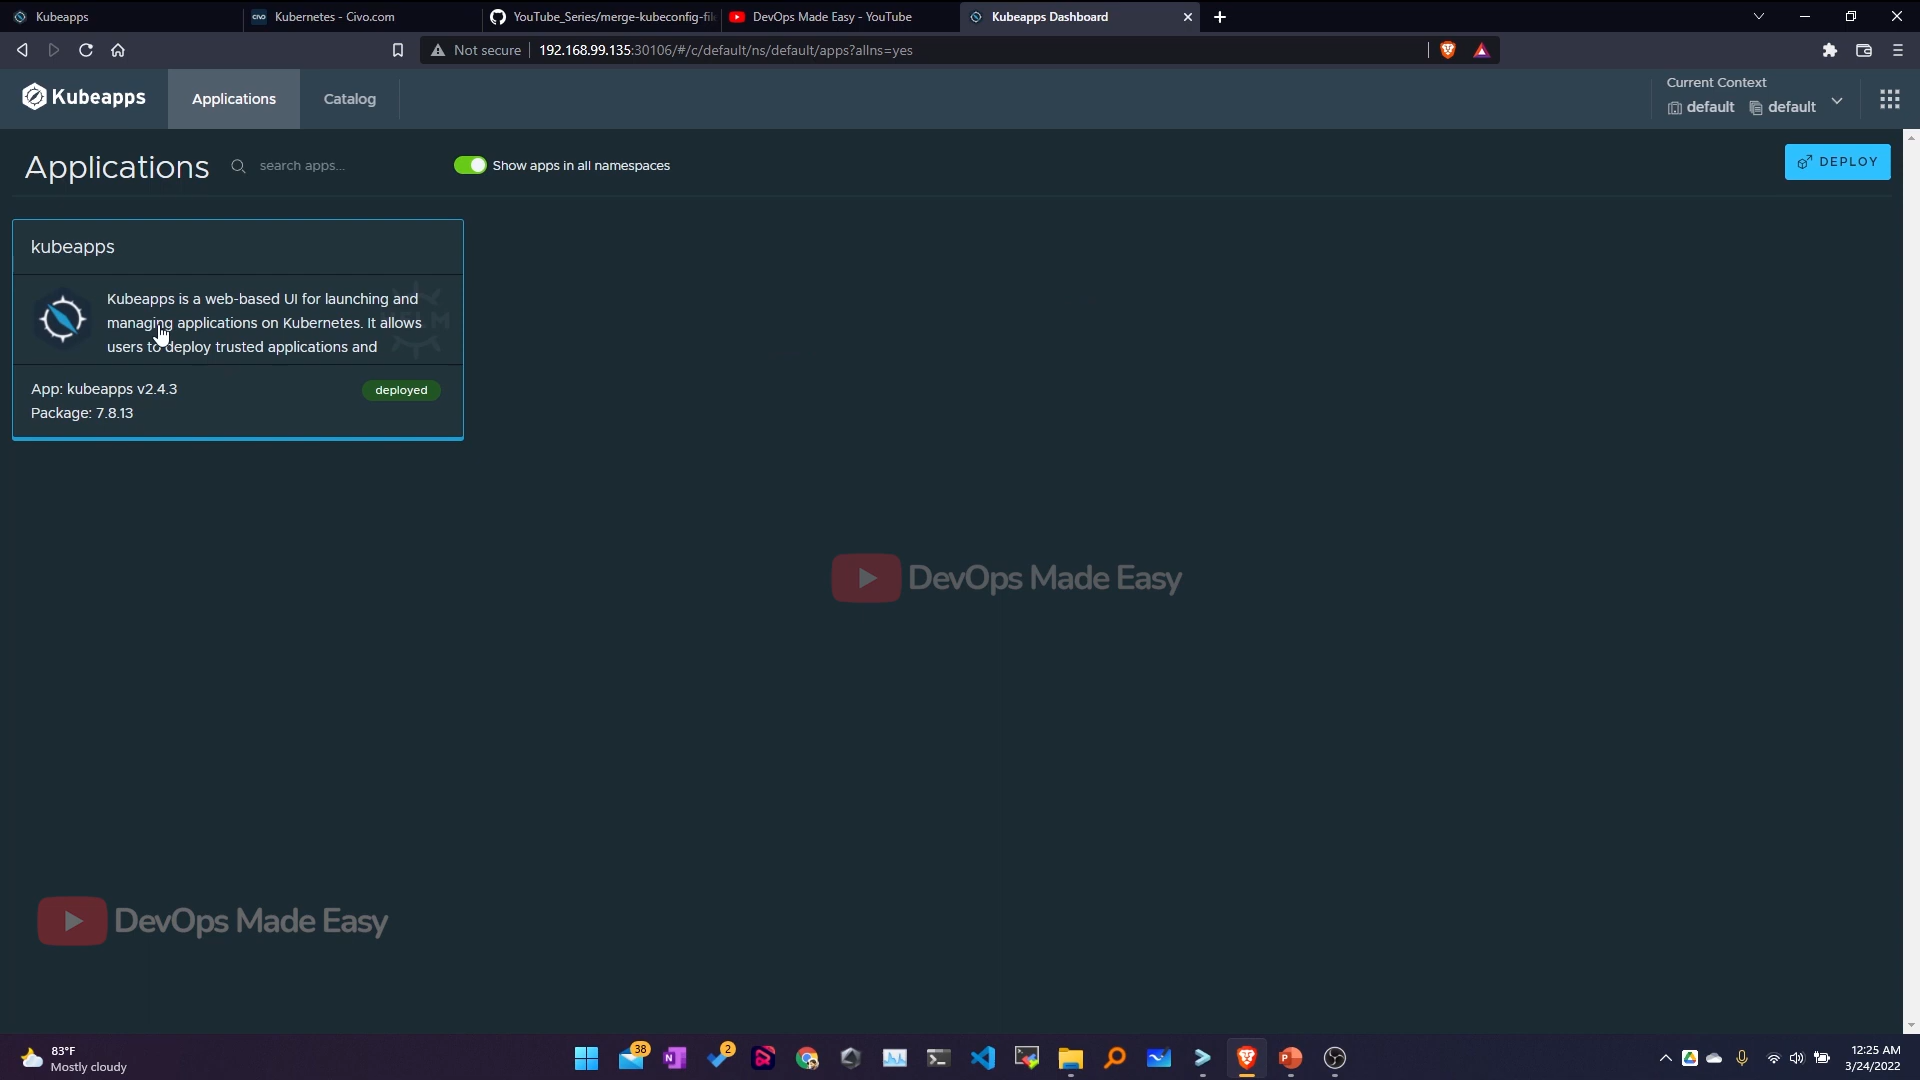 Kubeapps
Kubernetes - Civo.com
YouTube_Series/merge-kubeconfig-fil
DevOps Made Easy - YouTube
Kubeapps Dashboard
Not secure
192.168.99.135:30106/#/c/default/ns/default/apps?allns=yes
Kubeapps
Applications
Catalog
Current Context
default
default
Applications
search apps...
Show apps in all namespaces
DEPLOY
kubeapps
Kubeapps is a web-based UI for launching and
managing applications on Kubernetes. It allows
users to deploy trusted applications and
HELM
App: kubeapps v2.4.3
deployed
Package: 7.8.13
DevOps Made Easy
DevOps Made Easy
83°F
Mostly cloudy
38
2
12:25 AM
3/24/2022